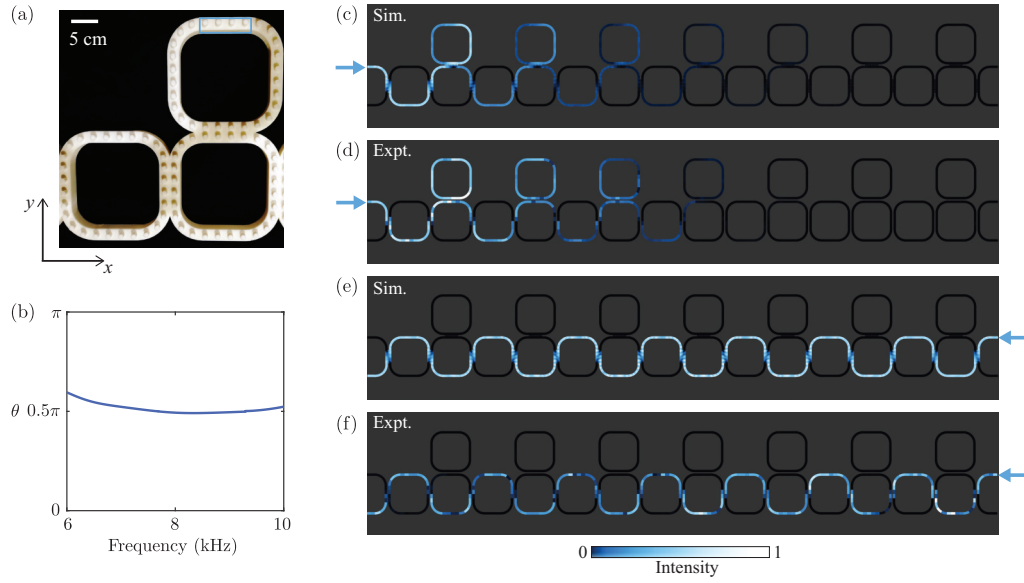 (a)
5 cm
y
x
(b)
π
θ 0.5π
0
6 8 10
Frequency (kHz)
(c) Sim.
(d) Expt.
(e) Sim.
(f) Expt.
0 1
Intensity